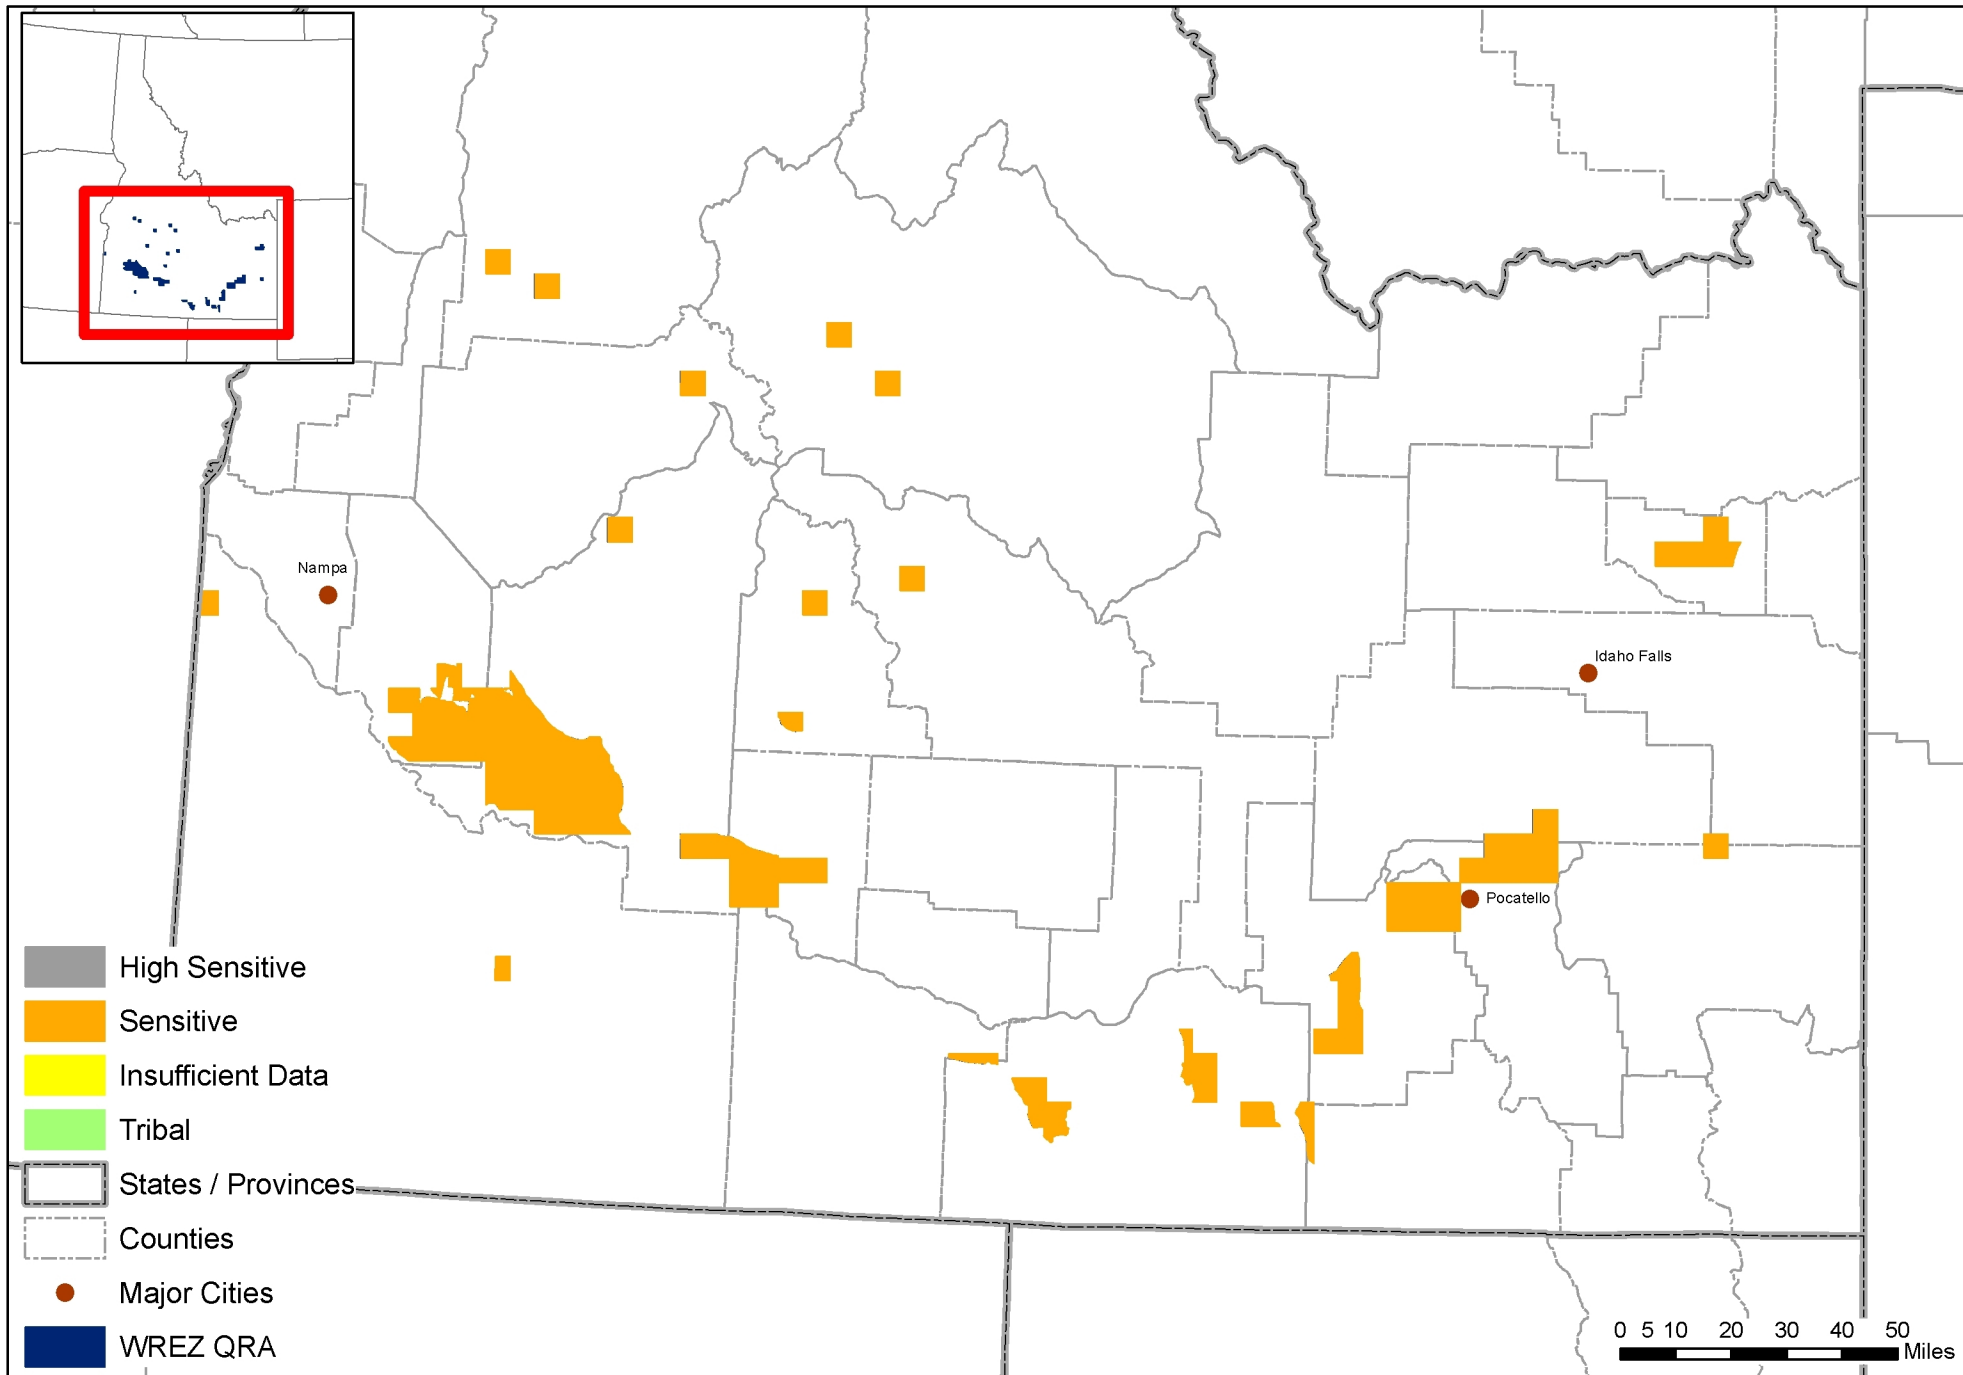 Nampa
Idaho Falls
Pocatello
High Sensitive
Sensitive
Insufficient Data
Tribal
States / Provinces
Counties
Major Cities
WREZ QRA
0 5 10 20 30 40 50
Miles